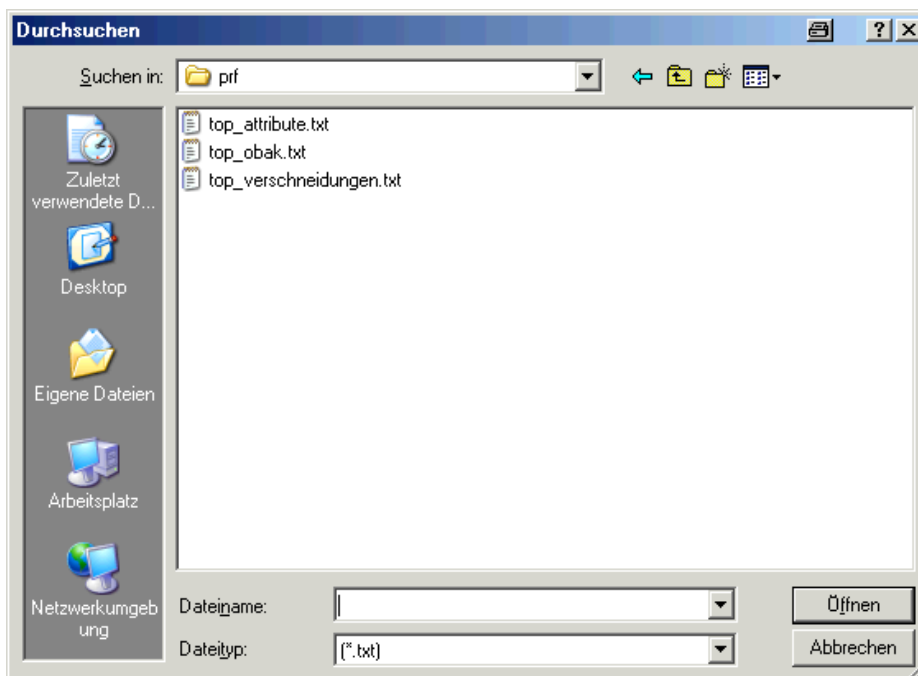 Durchsuchen
Suchen in: prf
top_attribute.txt
top_obak.txt
top_verschneidungen.txt
Zuletzt
verwendete D...
Desktop
Eigene Dateien
Arbeitsplatz
Netzwerkumgeb
ung
Dateiname: Öffnen
Dateityp: (*.txt) Abbrechen